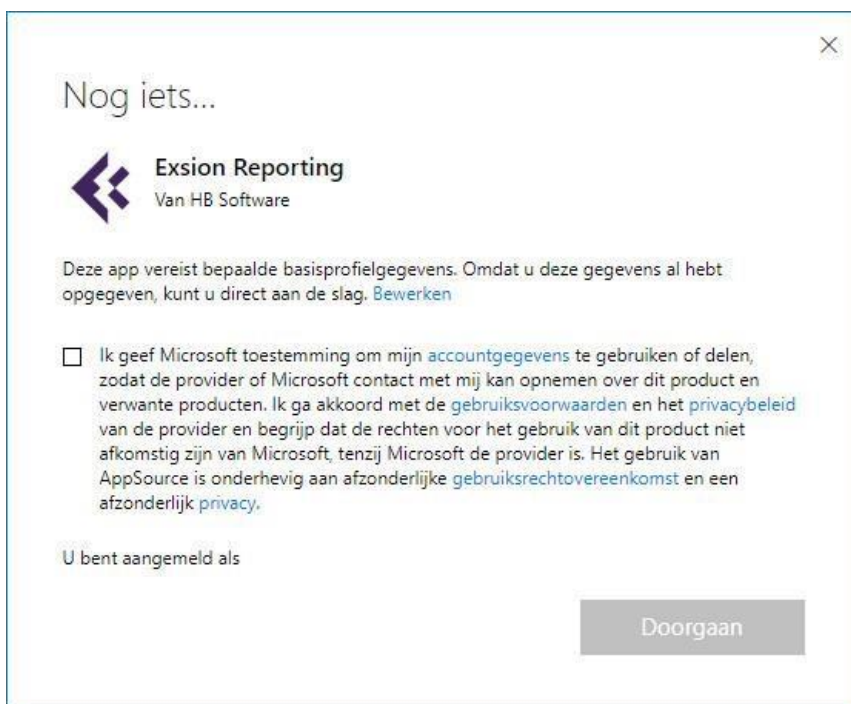 Nog iets...
Exsion Reporting
Van HB Software
Deze app vereist bepaalde basisprofielgegevens. Omdat u deze gegevens al hebt
opgegeven, kunt u direct aan de slag. Bewerken
Ik geef Microsoft toestemming om mijn accountgegevens te gebruiken of delen,
zodat de provider of Microsoft contact met mij kan opnemen over dit product en
verwante producten. Ik ga akkoord met de gebruiksvoorwaarden en het privacybeleid
van de provider en begrijp dat de rechten voor het gebruik van dit product niet
afkomstig zijn van Microsoft, tenzij Microsoft de provider is. Het gebruik van
AppSource is onderhevig aan afzonderlijke gebruiksrechtovereenkomst en een
afzonderlijk privacy.
U bent aangemeld als
Doorgaan